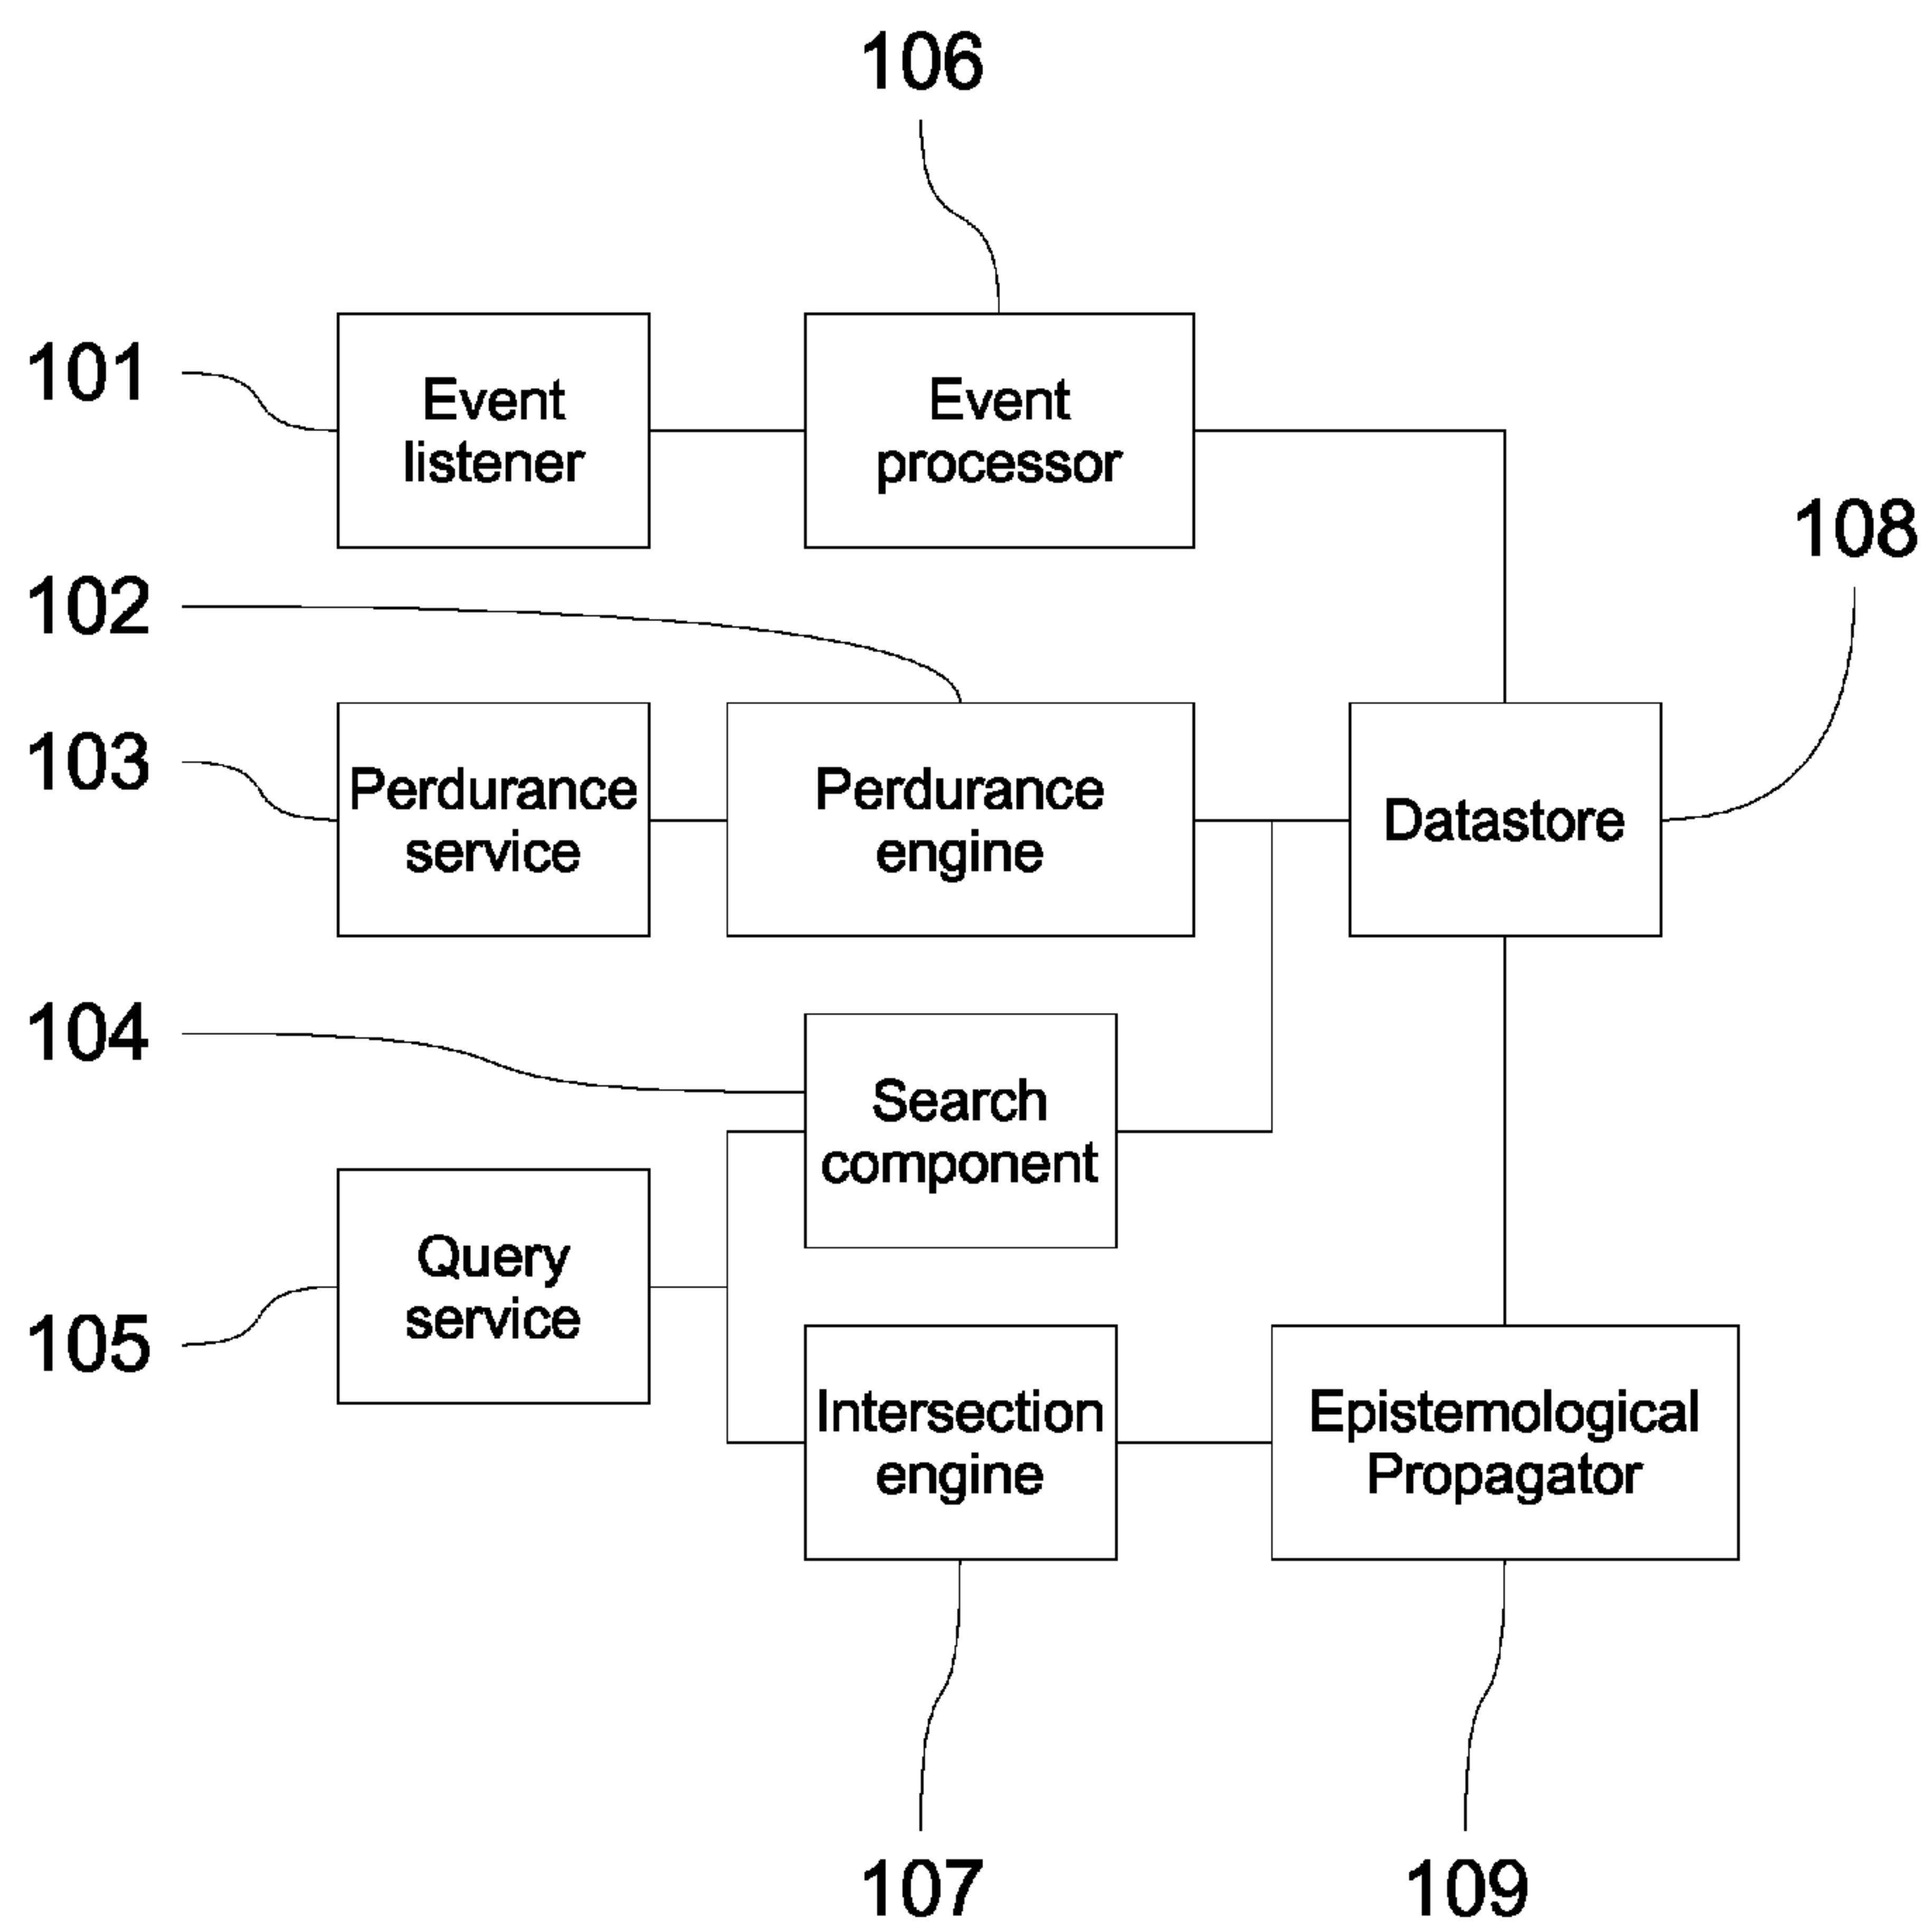 106
101
Event
listener
Event
processor
108
102
103
Perdurance
service
Perdurance
engine
Datastore
104
Search
component
Query
service
105
Intersection
engine
Epistemological
Propagator
107
109